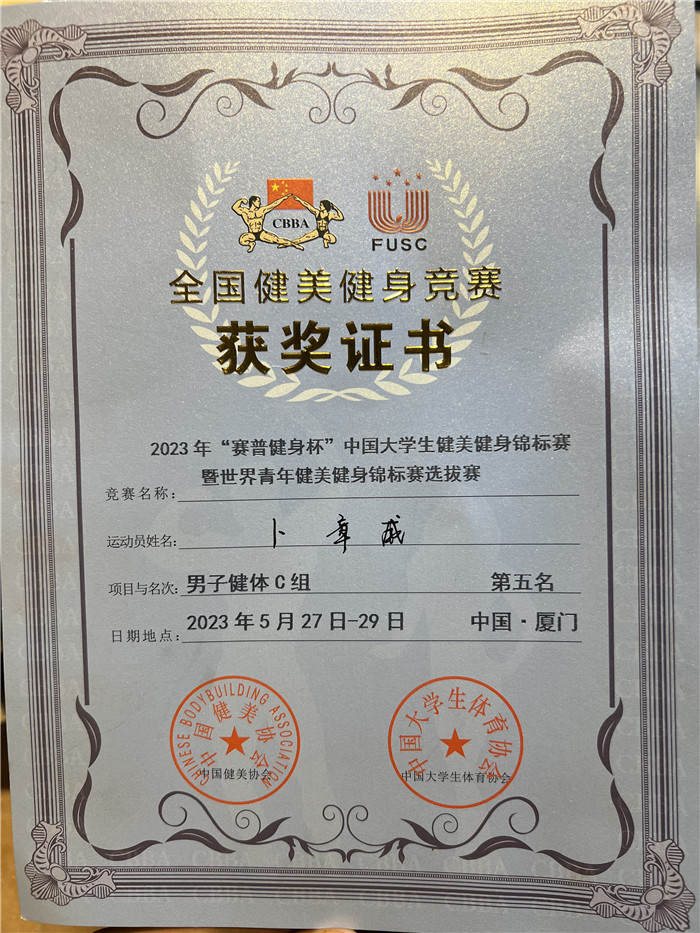 CBBA
FUSC
全国健美健身竞赛
获奖证书
2023年“赛普健身杯”中国大学生健美健身锦标赛
暨世界青年健美健身锦标赛选拔赛
竞赛名称:
运动员姓名: 卜章
项目与名次: 男子健体C组 第五名
日期地点: 2023年5月27日-29日 中国·厦门
CHINESE BODYBUILDING ASSOCIATION
中国健美协会
中国健美协会
中国大学生体育协会
中国大学生体育协会